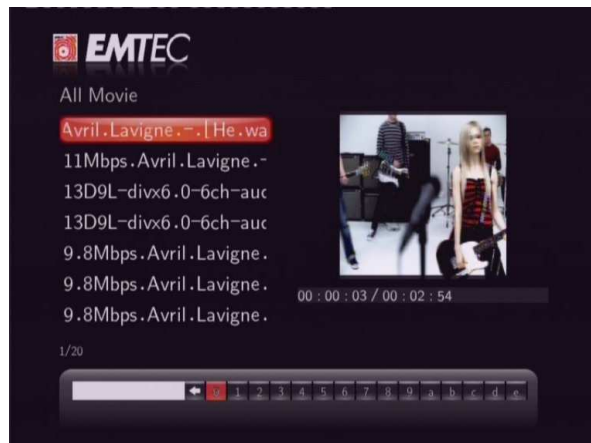 EMTEC
All Movie
Avril.Lavigne.-.[He.wa
11Mbps.Avril.Lavigne.-
13D9L-divx6.0-6ch-auc
13D9L-divx6.0-6ch-auc
9.8Mbps.Avril.Lavigne.
9.8Mbps.Avril.Lavigne.
9.8Mbps.Avril.Lavigne.
00 : 00 : 03 / 00 : 02 : 54
1/20
1 2 3 4 5 6 7 8 9 a b c d e